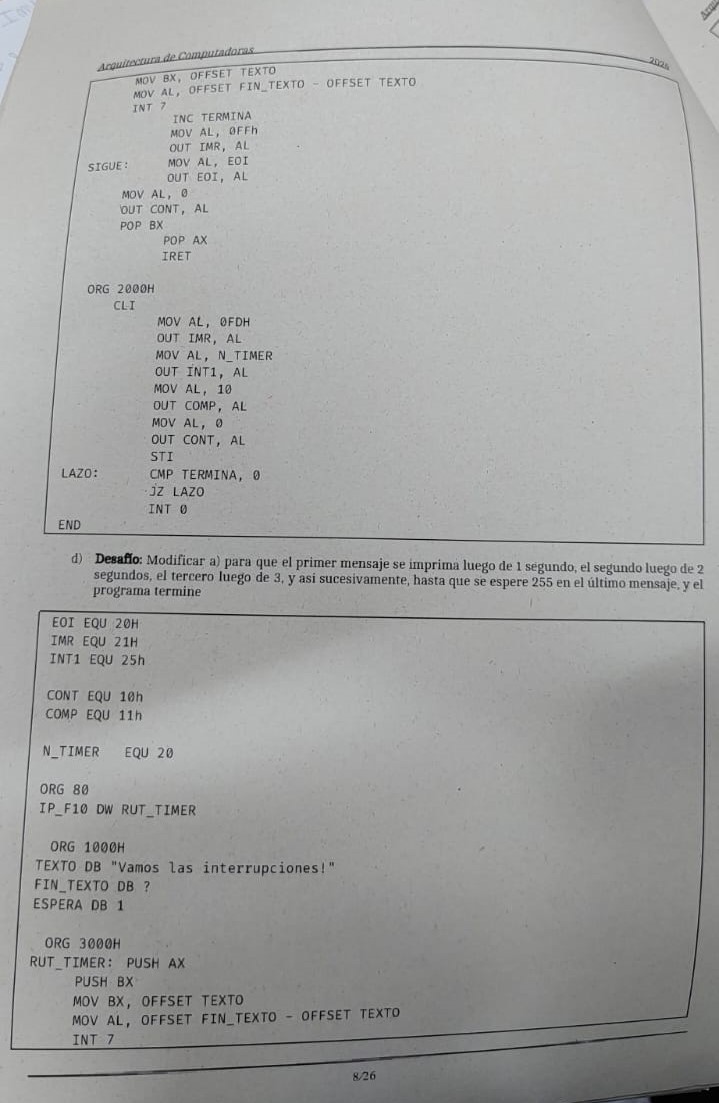 Arquitectura de Computadoras
2025
MOV BX, OFFSET TEXTO
MOV AL, OFFSET FIN_TEXTO - OFFSET TEXTO
INT 7
INC TERMINA
MOV AL, 0FFh
OUT IMR, AL
SIGUE: MOV AL, EOI
OUT EOI, AL
MOV AL, 0
OUT CONT, AL
POP BX
POP AX
IRET
ORG 2000H
CLI
MOV AL, 0FDH
OUT IMR, AL
MOV AL, N_TIMER
OUT INT1, AL
MOV AL, 10
OUT COMP, AL
MOV AL, 0
OUT CONT, AL
STI
LAZO: CMP TERMINA, 0
JZ LAZO
INT 0
END
d) Desafío: Modificar a) para que el primer mensaje se imprima luego de 1 segundo, el segundo luego de 2
segundos, el tercero luego de 3, y así sucesivamente, hasta que se espere 255 en el último mensaje, y el
programa termine
EOI EQU 20H
IMR EQU 21H
INT1 EQU 25h
CONT EQU 10h
COMP EQU 11h
N_TIMER EQU 20
ORG 80
IP_F10 DW RUT_TIMER
ORG 1000H
TEXTO DB "Vamos las interrupciones!"
FIN_TEXTO DB ?
ESPERA DB 1
ORG 3000H
RUT_TIMER: PUSH AX
PUSH BX
MOV BX, OFFSET TEXTO
MOV AL, OFFSET FIN_TEXTO - OFFSET TEXTO
INT 7
8/26